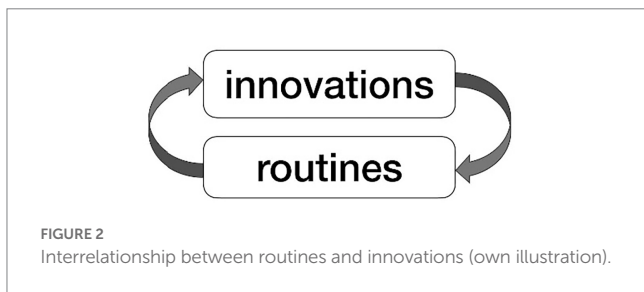 innovations
routines
FIGURE 2
Interrelationship between routines and innovations (own illustration).